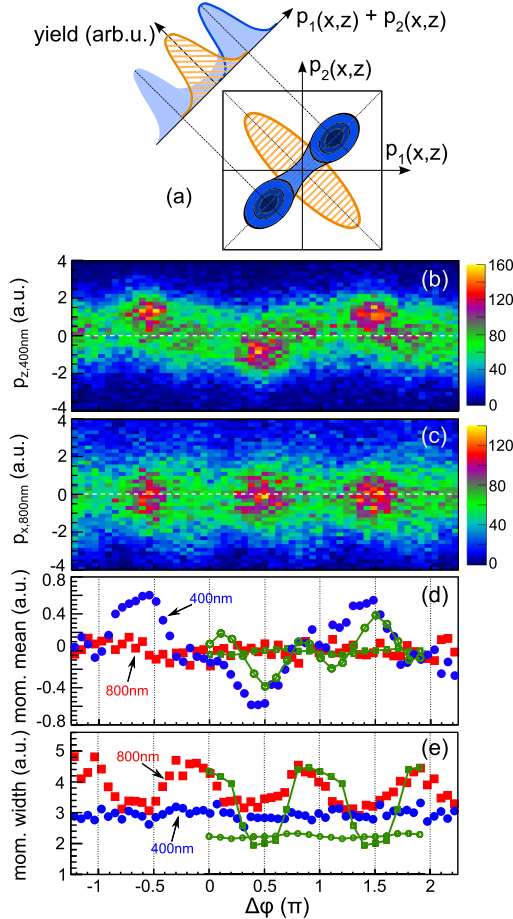 p1(x,z) + p2(x,z)
yield (arb.u.)
p2(x,z)
p1(x,z)
(a)
4
2
0
-2
-4
pz,400nm (a.u.)
(b)
160
120
80
40
0
4
2
0
-2
-4
px,800nm (a.u.)
(c)
120
80
40
0
0.8
0.4
0
-0.4
-0.8
mom. mean (a.u.)
400nm
800nm
(d)
5
4
3
2
1
mom. width (a.u.)
800nm
400nm
(e)
-1 -0.5 0 0.5 1 1.5 2
Δφ (π)